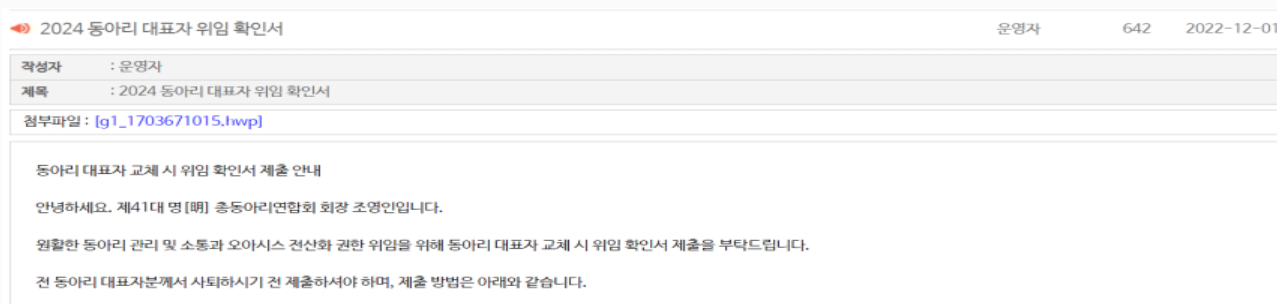 2024 동아리 대표자 위임 확인서 운영자 642 2022-12-01
작성자 : 운영자
제목 : 2024 동아리 대표자 위임 확인서
첨부파일 : [g1_1703671015.hwp]
동아리 대표자 교체 시 위임 확인서 제출 안내
안녕하세요. 제41대 명[明] 총동아리연합회 회장 조영인입니다.
원활한 동아리 관리 및 소통과 오아시스 전산화 권한 위임을 위해 동아리 대표자 교체 시 위임 확인서 제출을 부탁드립니다.
전 동아리 대표자분께서 사퇴하시기 전 제출하셔야 하며, 제출 방법은 아래와 같습니다.